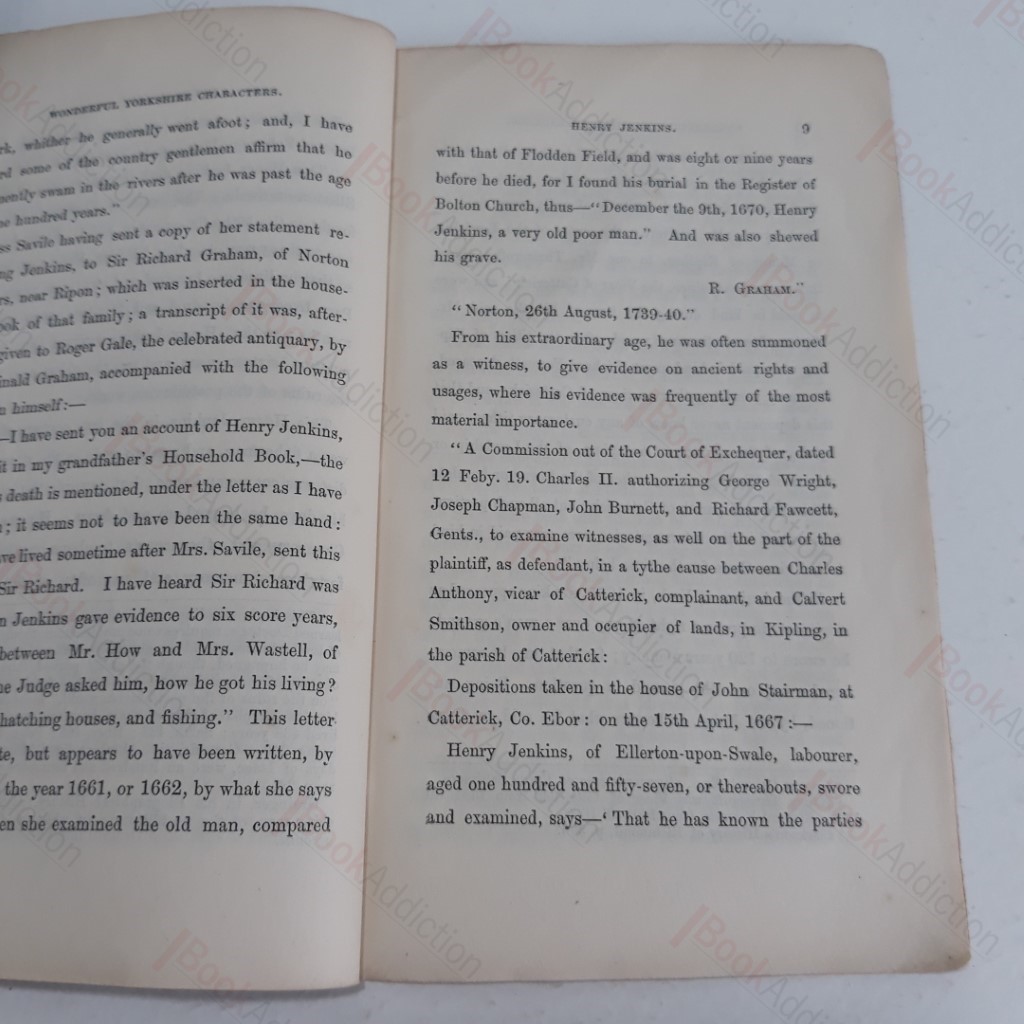 WONDERFUL YORKSHIRE CHARACTERS.
whither he generally went afoot; and, I have
some of the country gentlemen affirm that he
swam in the rivers after he was past the age
hundred years."
Savile having sent a copy of her statement re-
Jenkins, to Sir Richard Graham, of Norton
near Ripon; which was inserted in the house-
of that family; a transcript of it was, after-
given to Roger Gale, the celebrated antiquary, by
Graham, accompanied with the following
himself:—
—I have sent you an account of Henry Jenkins,
it in my grandfather's Household Book,—the
death is mentioned, under the letter as I have
; it seems not to have been the same hand:
lived sometime after Mrs. Savile, sent this
Sir Richard. I have heard Sir Richard was
Jenkins gave evidence to six score years,
between Mr. How and Mrs. Wastell, of
Judge asked him, how he got his living?
hatching houses, and fishing." This letter
but appears to have been written, by
the year 1661, or 1662, by what she says
she examined the old man, compared
HENRY JENKINS. 9
with that of Flodden Field, and was eight or nine years
before he died, for I found his burial in the Register of
Bolton Church, thus—"December the 9th, 1670, Henry
Jenkins, a very old poor man." And was also shewed
his grave.
R. GRAHAM."
"Norton, 26th August, 1739-40."
From his extraordinary age, he was often summoned
as a witness, to give evidence on ancient rights and
usages, where his evidence was frequently of the most
material importance.
"A Commission out of the Court of Exchequer, dated
12 Feby. 19. Charles II. authorizing George Wright,
Joseph Chapman, John Burnett, and Richard Fawcett,
Gents., to examine witnesses, as well on the part of the
plaintiff, as defendant, in a tythe cause between Charles
Anthony, vicar of Catterick, complainant, and Calvert
Smithson, owner and occupier of lands, in Kipling, in
the parish of Catterick:
Depositions taken in the house of John Stairman, at
Catterick, Co. Ebor: on the 15th April, 1667:—
Henry Jenkins, of Ellerton-upon-Swale, labourer,
aged one hundred and fifty-seven, or thereabouts, swore
and examined, says—'That he has known the parties